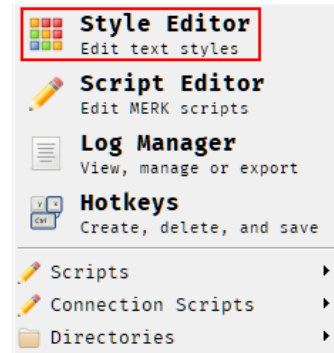 Style Editor
Edit text styles
Script Editor
Edit MERK scripts
Log Manager
View, manage or export
Hotkeys
Create, delete, and save
Scripts
Connection Scripts
Directories